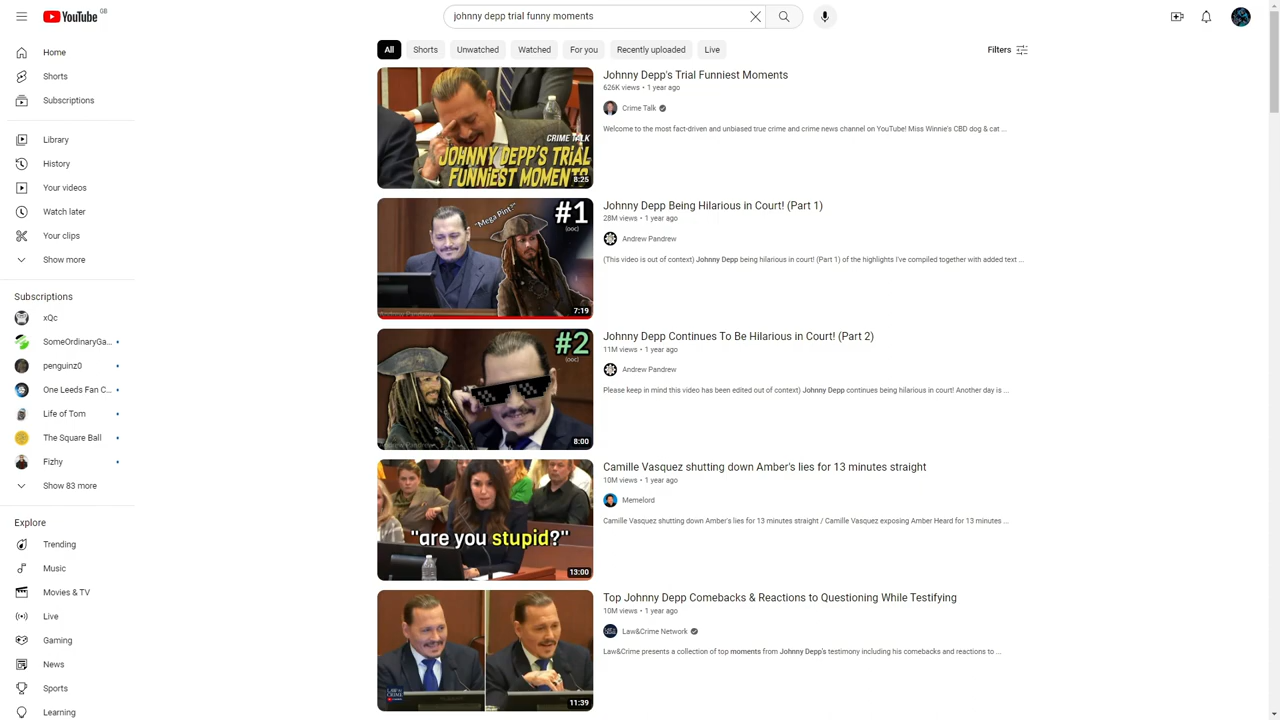 YouTube GB
johnny depp trial funny moments
All
Shorts
Unwatched
Watched
For you
Recently uploaded
Live
Filters
Home
Shorts
Subscriptions
Library
History
Your videos
Watch later
Your clips
Show more
Subscriptions
xQc
SomeOrdinaryGa...
penguinz0
One Leeds Fan C...
Life of Tom
The Square Ball
Fizhy
Show 83 more
Explore
Trending
Music
Movies & TV
Live
Gaming
News
Sports
Learning
CRIME TALK
JOHNNY DEPP'S TRIAL
FUNNIEST MOMENTS
8:25
Johnny Depp's Trial Funniest Moments
626K views • 1 year ago
Crime Talk
Welcome to the most fact-driven and unbiased true crime and crime news channel on YouTube! Miss Winnie's CBD dog & cat ...
"Mega Pint?"
#1
(OOC)
Andrew Pandrew
7:19
Johnny Depp Being Hilarious in Court! (Part 1)
28M views • 1 year ago
Andrew Pandrew
(This video is out of context) Johnny Depp being hilarious in court! (Part 1) of the highlights I've compiled together with added text ...
#2
(OOC)
Andrew Pandrew
8:00
Johnny Depp Continues To Be Hilarious in Court! (Part 2)
11M views • 1 year ago
Andrew Pandrew
Please keep in mind this video has been edited out of context) Johnny Depp continues being hilarious in court! Another day is ...
"are you stupid?"
13:00
Camille Vasquez shutting down Amber's lies for 13 minutes straight
10M views • 1 year ago
Memelord
Camille Vasquez shutting down Amber's lies for 13 minutes straight / Camille Vasquez exposing Amber Heard for 13 minutes ...
LAW&
CRIME
11:39
Top Johnny Depp Comebacks & Reactions to Questioning While Testifying
10M views • 1 year ago
Law&Crime Network
Law&Crime presents a collection of top moments from Johnny Depp's testimony including his comebacks and reactions to ...